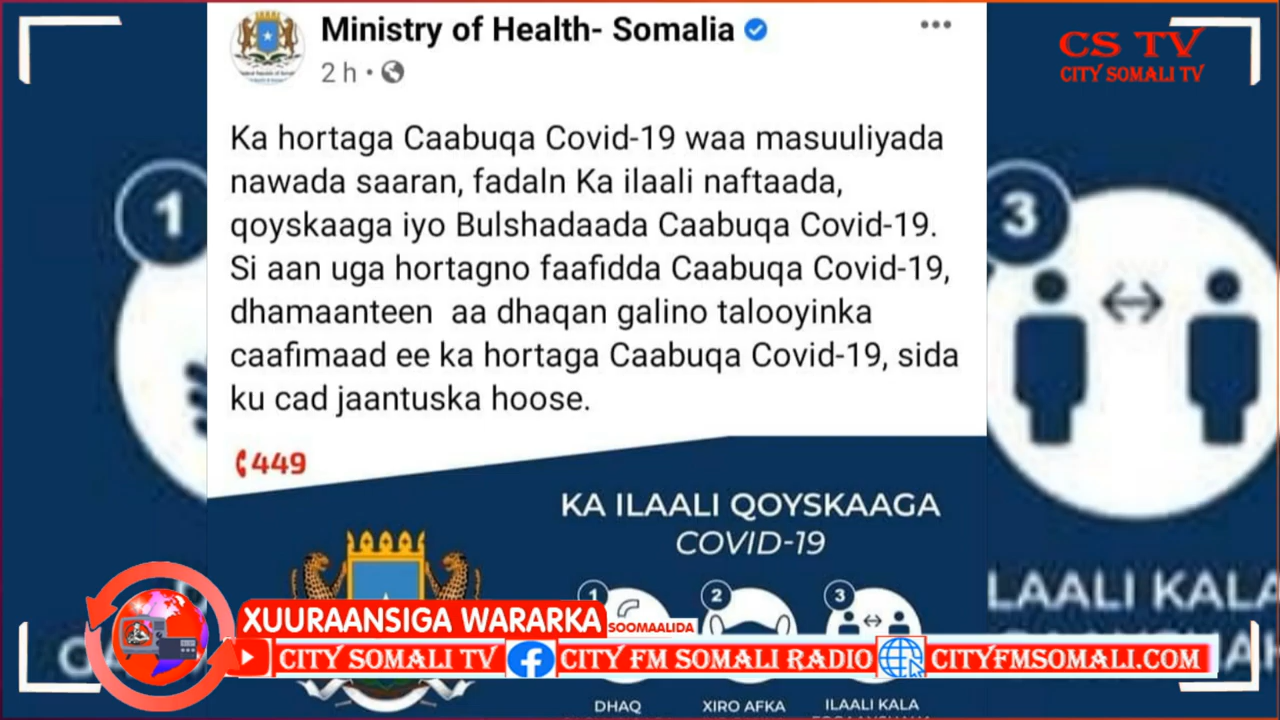 Ministry of Health- Somalia
2 h
CS TV
CITY SOMALI TV
Ka hortaga Caabuqa Covid-19 waa masuuliyada
nawada saaran, fadaln Ka ilaali naftaada,
qoyskaaga iyo Bulshadaada Caabuqa Covid-19.
Si aan uga hortagno faafidda Caabuqa Covid-19,
dhamaanteen aa dhaqan galino talooyinka
caafimaad ee ka hortaga Caabuqa Covid-19, sida
ku cad jaantuska hoose.
1
3
449
KA ILAALI QOYSKAAGA
COVID-19
1 2 3
LAALI KALA
XUURAANSIGA WARARKA
SOOMAALIDA
CITY SOMALI TV CITY FM SOMALI RADIO CITYFMSOMALI.COM
DHAQ XIRO AFKA ILAALI KALA